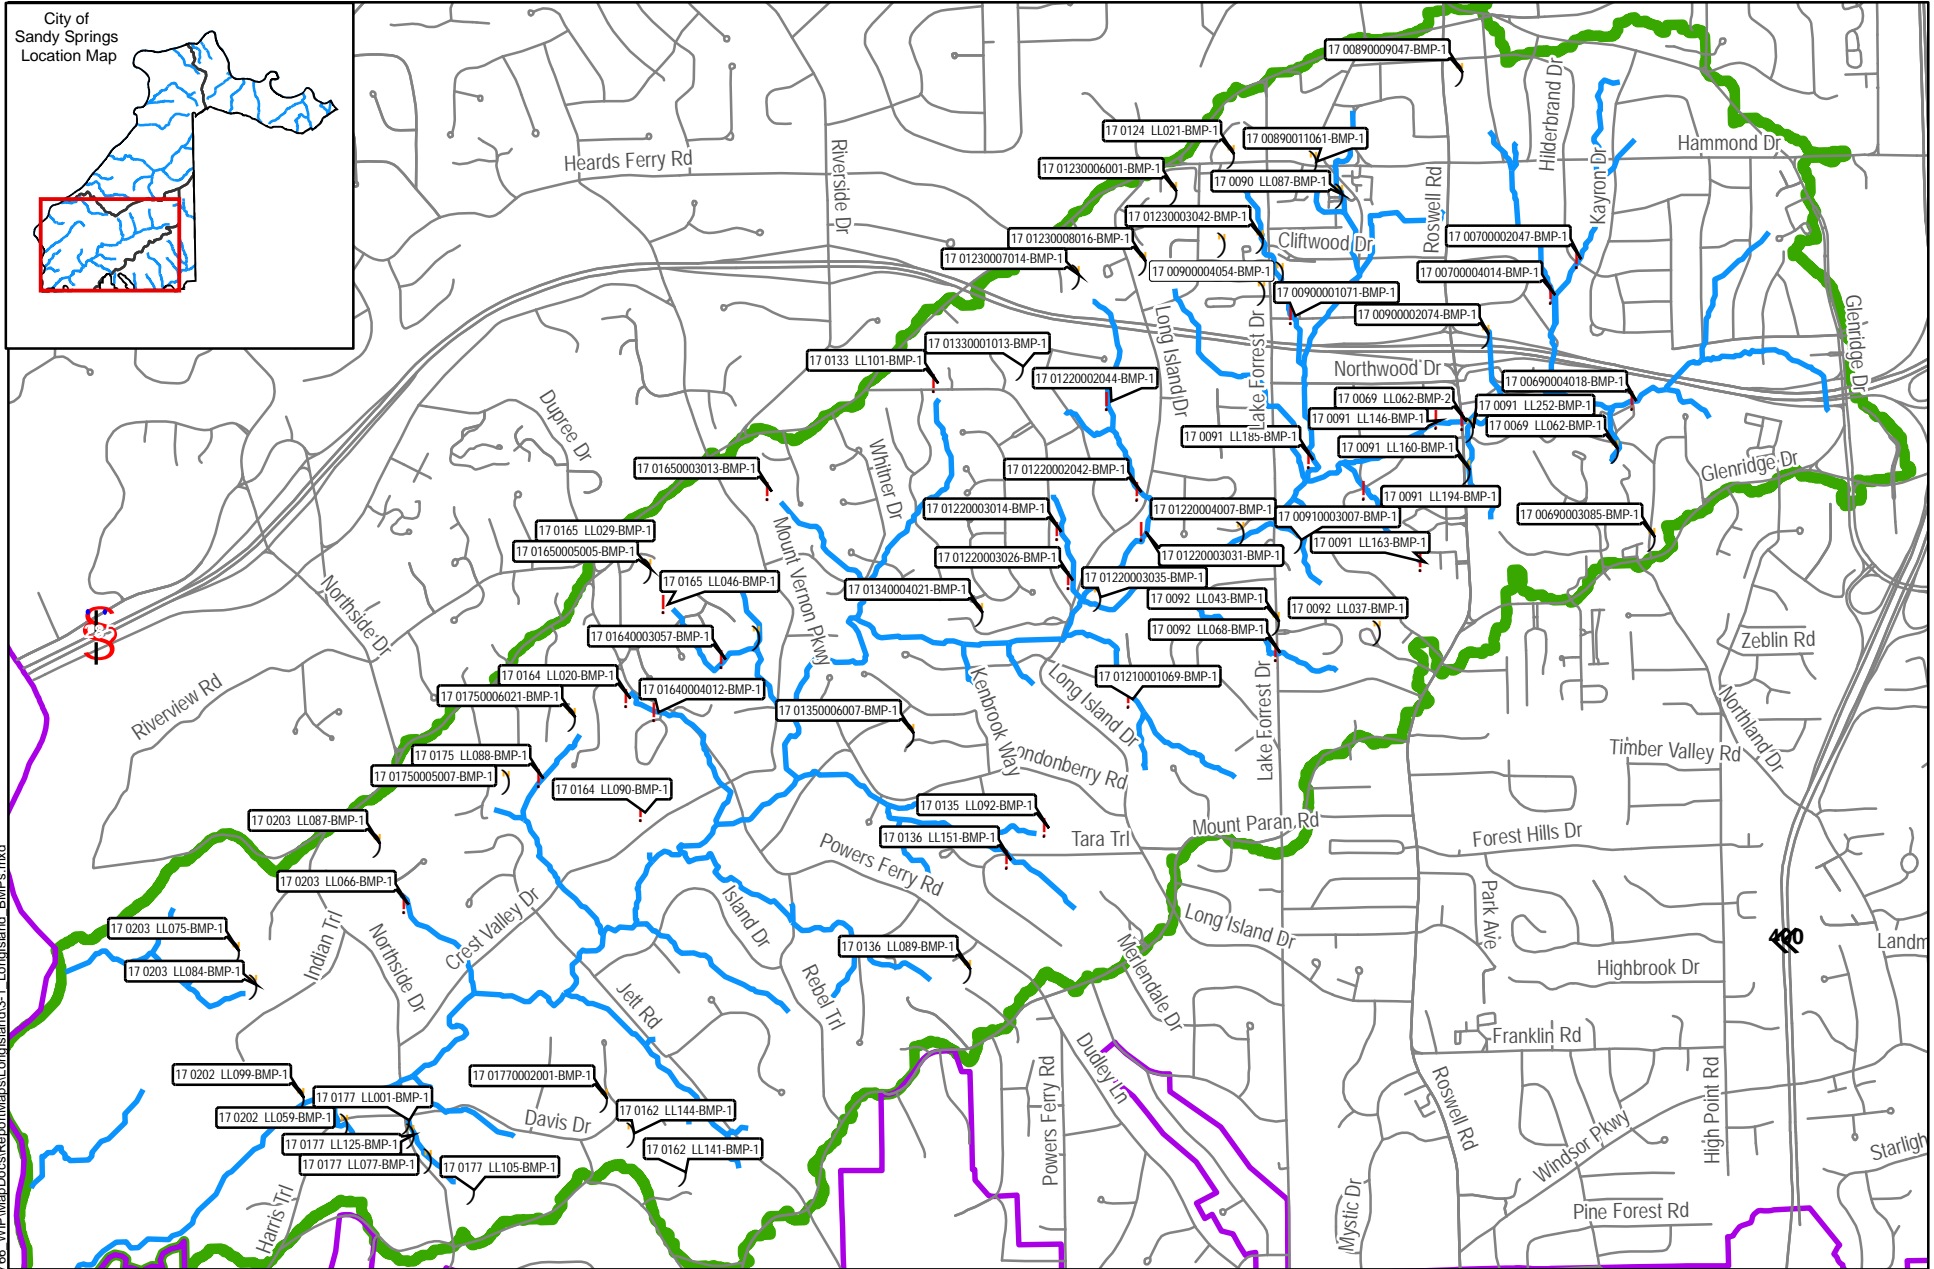 City of
Sandy Springs
Location Map
17 00890009047-BMP-1
17 0124  LL021-BMP-1
17 00890011061-BMP-1
Hilderbrand Dr
Hammond Dr
Heards Ferry Rd
Riverside Dr
17 01230006001-BMP-1
17 0090  LL087-BMP-1
Roswell Rd
Kayron Dr
17 01230003042-BMP-1
17 01230008016-BMP-1
Cliftwood Dr
17 00700002047-BMP-1
17 01230007014-BMP-1
17 00900004054-BMP-1
17 00700004014-BMP-1
17 00900001071-BMP-1
17 00900002074-BMP-1
Long Island Dr
Lake Forrest Dr
Glenridge Dr
17 01330001013-BMP-1
17 0133  LL101-BMP-1
Northwood Dr
17 01220002044-BMP-1
17 00690004018-BMP-1
17 0069  LL062-BMP-2
17 0091  LL252-BMP-1
17 0091  LL146-BMP-1
17 0069  LL062-BMP-1
Dupree Dr
17 0091  LL185-BMP-1
17 0091  LL160-BMP-1
Whitner Dr
17 01650003013-BMP-1
17 01220002042-BMP-1
Glenridge Dr
17 0091  LL194-BMP-1
17 01220003014-BMP-1
17 01220004007-BMP-1
17 00910003007-BMP-1
17 00690003085-BMP-1
17 0165  LL029-BMP-1
17 01650005005-BMP-1
17 0091  LL163-BMP-1
17 01220003026-BMP-1
17 01220003031-BMP-1
Mount Vernon Pkwy
17 0165  LL046-BMP-1
17 01340004021-BMP-1
17 01220003035-BMP-1
17 0092  LL043-BMP-1
17 0092  LL037-BMP-1
Northside Dr
17 01640003057-BMP-1
17 0092  LL068-BMP-1
Zeblin Rd
17 0164  LL020-BMP-1
17 01640004012-BMP-1
17 01750006021-BMP-1
17 01350006007-BMP-1
17 01210001069-BMP-1
Riverview Rd
Kenbrook Way
Long Island Dr
Lake Forrest Dr
Northland Dr
17 0175  LL088-BMP-1
17 01750005007-BMP-1
ondonberry Rd
Timber Valley Rd
17 0164  LL090-BMP-1
17 0203  LL087-BMP-1
17 0135  LL092-BMP-1
17 0136  LL151-BMP-1
Tara Trl
Mount Paran Rd
Forest Hills Dr
Powers Ferry Rd
17 0203  LL066-BMP-1
Island Dr
Park Ave
Long Island Dr
17 0203  LL075-BMP-1
Indian Trl
Northside Dr
Crest Valley Dr
17 0136  LL089-BMP-1
Landm
17 0203  LL084-BMP-1
Highbrook Dr
Merlendale Dr
Jett Rd
Rebel Trl
Franklin Rd
17 0202  LL099-BMP-1
17 01770002001-BMP-1
Dudley Ln
Roswell Rd
High Point Rd
17 0177  LL001-BMP-1
17 0202  LL059-BMP-1
Davis Dr
17 0162  LL144-BMP-1
Powers Ferry Rd
Windsor Pkwy
17 0177  LL125-BMP-1
17 0162  LL141-BMP-1
Starligh
17 0177  LL077-BMP-1
17 0177  LL105-BMP-1
Harris Trl
Mystic Dr
Pine Forest Rd